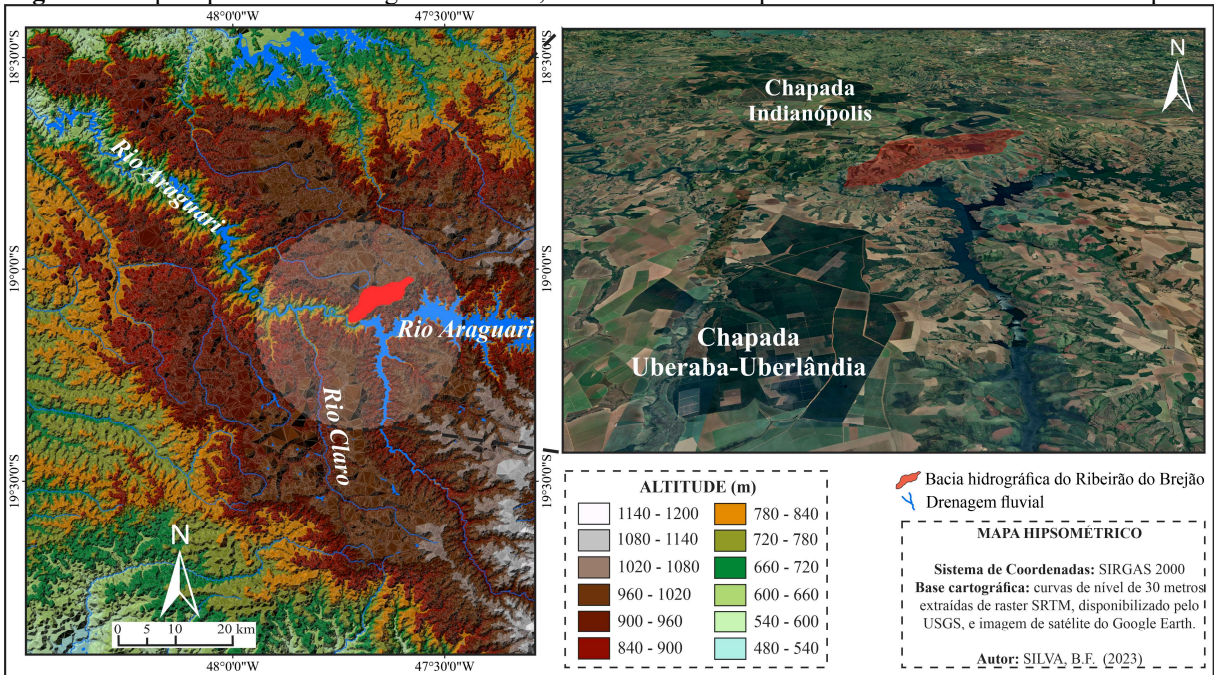 48°0'0"W 47°30'0"W
18°30'0"S
19°0'0"S
19°30'0"S
18°30'0"S
19°0'0"S
19°30'0"S
Rio Araguari
Rio Araguari
Rio Claro
N
0 5 10 20 km
48°0'0"W 47°30'0"W
N
Chapada
Indianópolis
Chapada
Uberaba-Uberlândia
ALTITUDE (m)
1140 - 1200 780 - 840
1080 - 1140 720 - 780
1020 - 1080 660 - 720
960 - 1020 600 - 660
900 - 960 540 - 600
840 - 900 480 - 540
Bacia hidrográfica do Ribeirão do Brejão
Drenagem fluvial
MAPA HIPSOMÉTRICO
Sistema de Coordenadas: SIRGAS 2000
Base cartográfica: curvas de nível de 30 metros
extraídas de raster SRTM, disponibilizado pelo
USGS, e imagem de satélite do Google Earth.
Autor: SILVA, B.F. (2023)